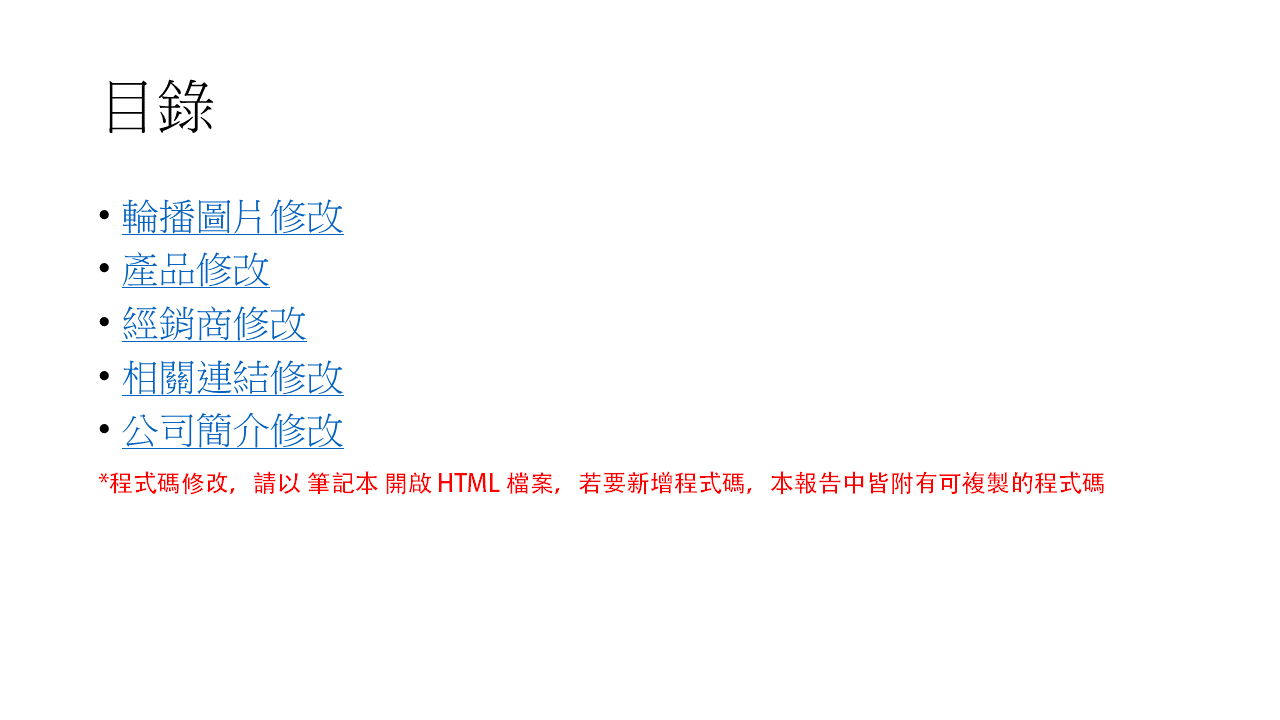 目錄
• 輪播圖片修改
• 產品修改
• 經銷商修改
• 相關連結修改
• 公司簡介修改
*程式碼修改，請以 筆記本 開啟 HTML 檔案，若要新增程式碼，本報告中皆附有可複製的程式碼